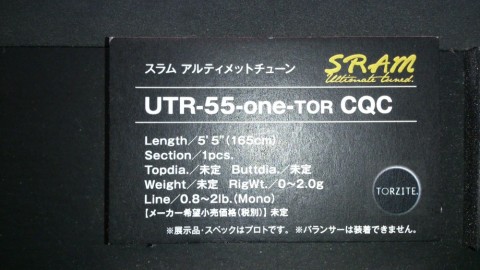 スラム アルティメットチューン
SRAM
Ultimate tuned.
UTR-55-one-TOR CQC
Length/5'5"(165cm)
Section/1pcs.
Topdia./未定 Buttdia./未定
Weight/未定 RigWt./0~2.0g
Line/0.8~2lb.(Mono)
TORZITE.
[メーカー希望小売価格(税別)]未定
※展示品・スペックはプロトです。 ※バランサーは装着できません。